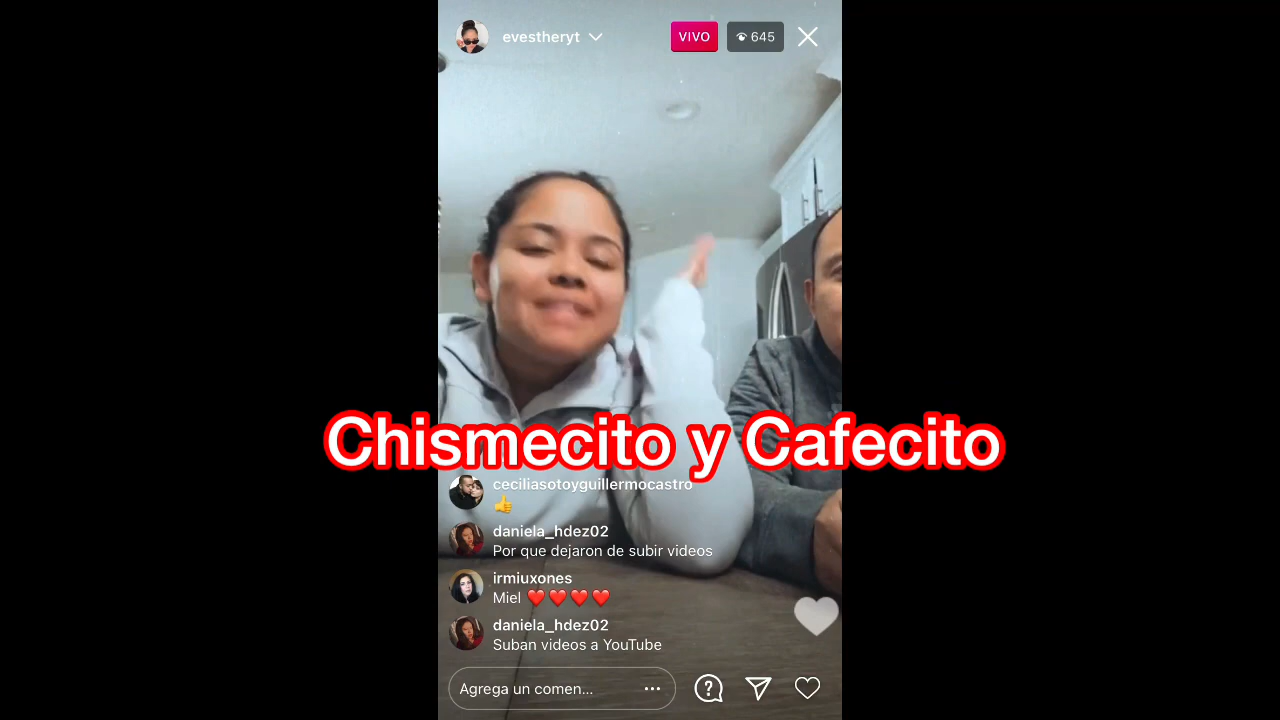 evestheryt
VIVO
645
Chismecito y Cafecito
ceciliasotoyguillermocastro
👍
daniela_hdez02
Por que dejaron de subir videos
irmiuxones
Miel ❤️❤️❤️❤️
daniela_hdez02
Suban videos a YouTube
Agrega un comen...